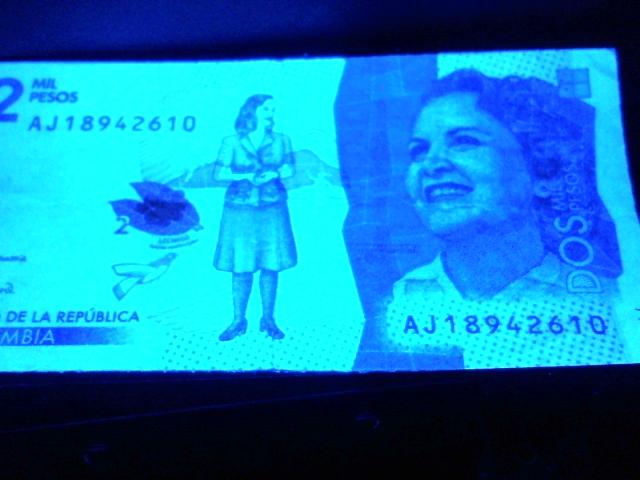 2 MIL
PESOS
AJ18942610
2
DE LA REPÚBLICA
MBIA
DOS MIL
PESOS
AJ18942610